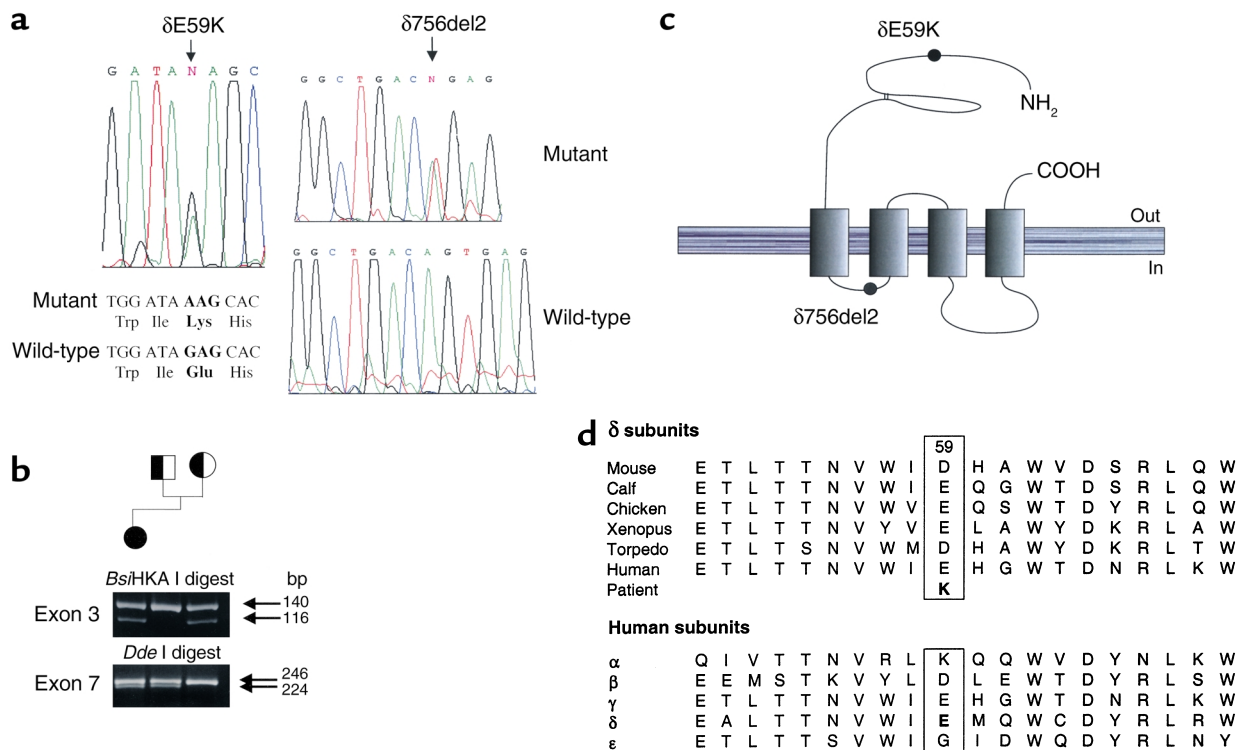 a
δE59K
G A T A N A G C
Mutant TGG ATA AAG CAC
Trp Ile Lys His
Wild-type TGG ATA GAG CAC
Trp Ile Glu His
δ756del2
G G C T G A C N G A G
Mutant
G G C T G A C A G T G A G
Wild-type
b
BsiHKA I digest bp
Exon 3
140
116
Dde I digest
Exon 7
246
224
c
δE59K
NH2
COOH
Out
In
δ756del2
d
δ subunits
59
Mouse E T L T T N V W I D H A W V D S R L Q W
Calf E T L T T N V W I E Q G W T D S R L Q W
Chicken E T L T T N V W V E Q S W T D Y R L Q W
Xenopus E T L T T N V Y V E L A W Y D K R L A W
Torpedo E T L T S N V W M D H A W Y D K R L T W
Human E T L T T N V W I E H G W T D N R L K W
Patient K
Human subunits
α Q I V T T N V R L K Q Q W V D Y N L K W
β E E M S T K V Y L D L E W T D Y R L S W
γ E T L T T N V W I E H G W T D N R L K W
δ E A L T T N V W I E M Q W C D Y R L R W
ε E T L T T S V W I G I D W Q D Y R L N Y